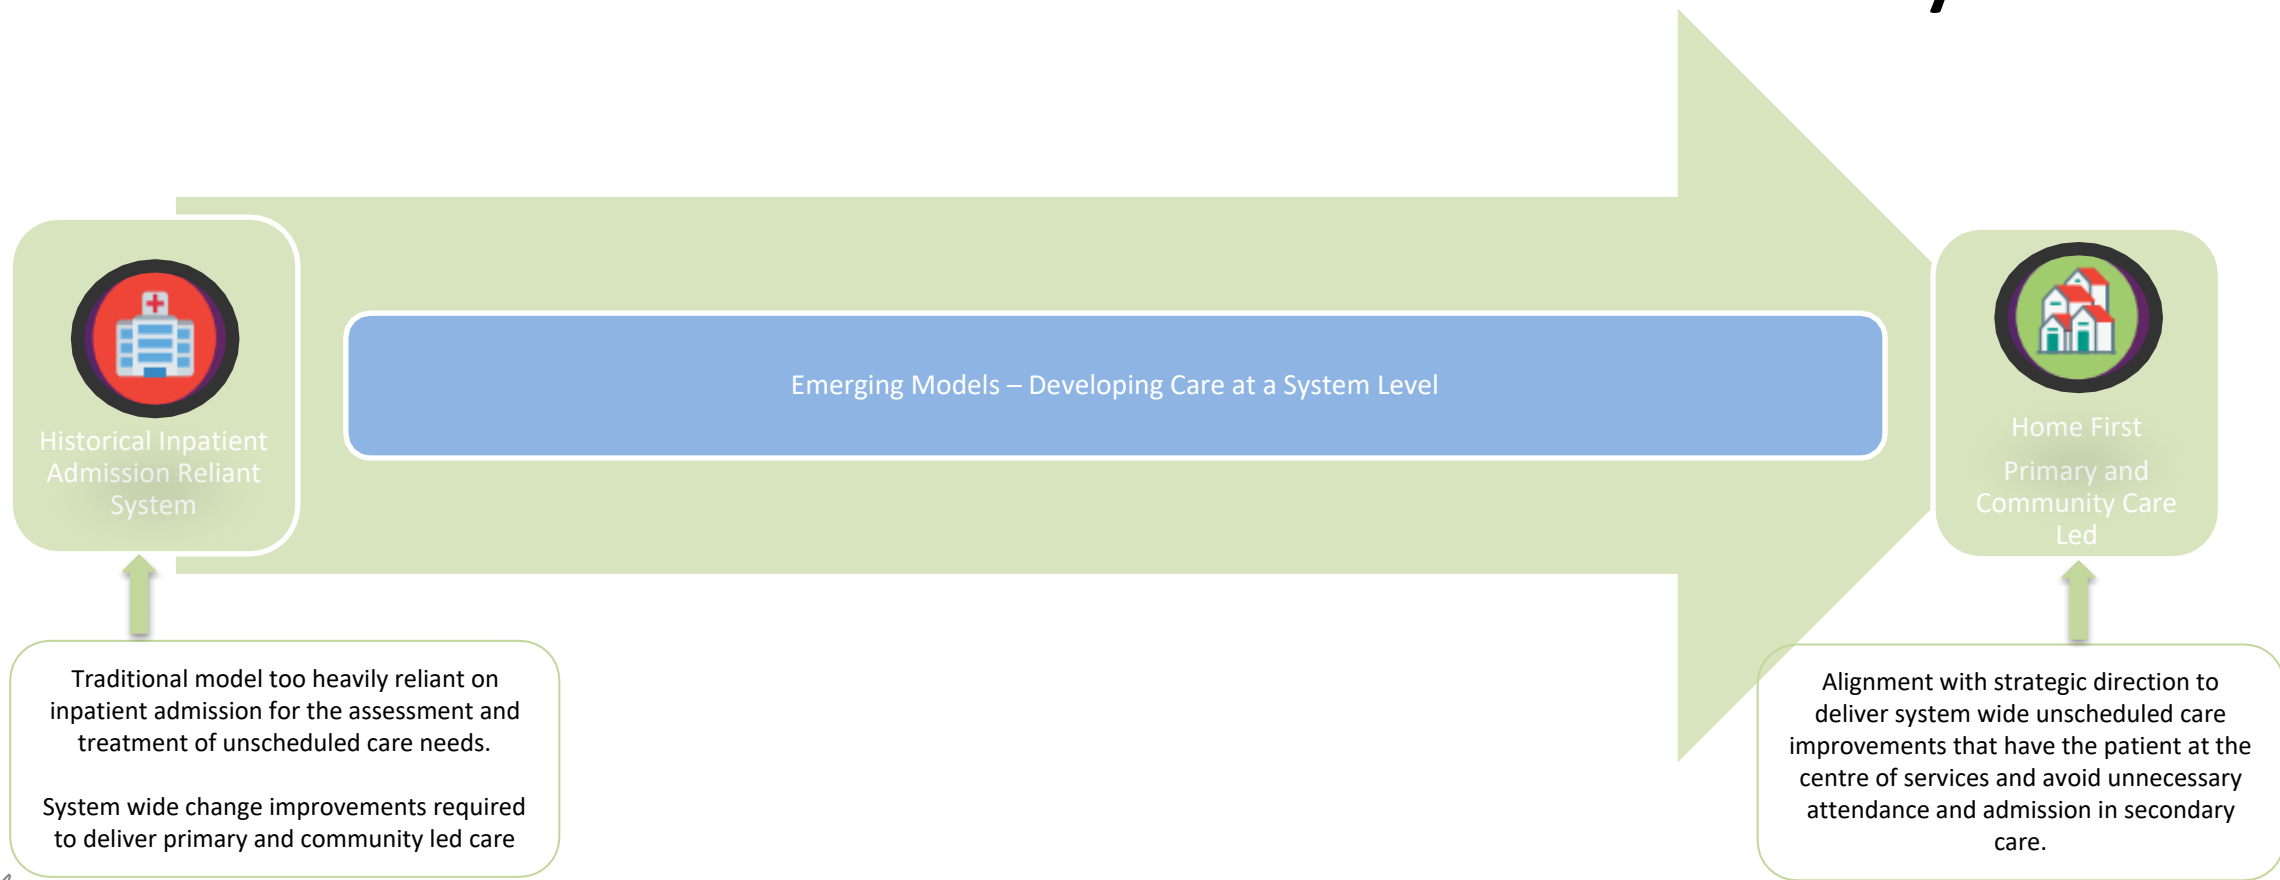 Historical Inpatient
Admission Reliant
System
Emerging Models – Developing Care at a System Level
Home First
Primary and
Community Care
Led
Traditional model too heavily reliant on
inpatient admission for the assessment and
treatment of unscheduled care needs.
System wide change improvements required
to deliver primary and community led care
Alignment with strategic direction to
deliver system wide unscheduled care
improvements that have the patient at the
centre of services and avoid unnecessary
attendance and admission in secondary
care.